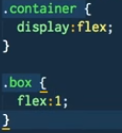 .container {
  display:flex;
}

.box {
  flex:1;
}